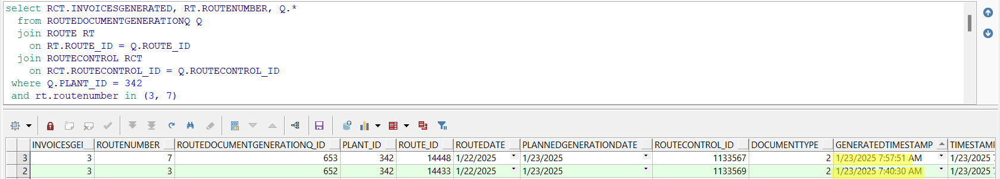 select RCT.INVOICESGENERATED, RT.ROUTENUMBER, Q.*
from ROUTEDOCUMENTGENERATIONQ Q
join ROUTE RT
on RT.ROUTE_ID = Q.ROUTE_ID
join ROUTECONTROL RCT
on RCT.ROUTECONTROL_ID = Q.ROUTECONTROL_ID
where Q.PLANT_ID = 342
and rt.routenumber in (3, 7)
INVOICESGEI ROUTENUMBER ROUTEDOCUMENTGENERATIONQ_ID PLANT_ID ROUTE_ID ROUTEDATE PLANNEDGENERATIONDATE ROUTECONTROL_ID DOCUMENTTYPE GENERATEDTIMESTAMP TIMESTAMP
3 3 7 653 342 14448 1/22/2025 1/23/2025 1133567 2 1/23/2025 7:57:51 AM 1/23/2025 7
2 3 3 652 342 14433 1/22/2025 1/23/2025 1133569 2 1/23/2025 7:40:30 AM 1/23/2025 7